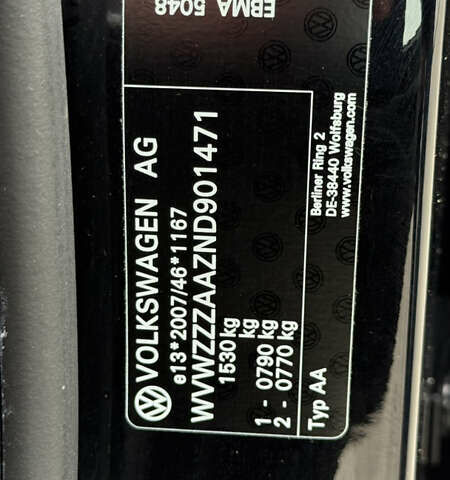 VOLKSWAGEN AG
e13*2007/46*1167
WVWZZZAAZND901471
1530 kg
kg
1 - 0790 kg
2 - 0770 kg
Typ AA
Berliner Ring 2
DE-38440 Wolfsburg
www.volkswagen.com
EBMA 5048